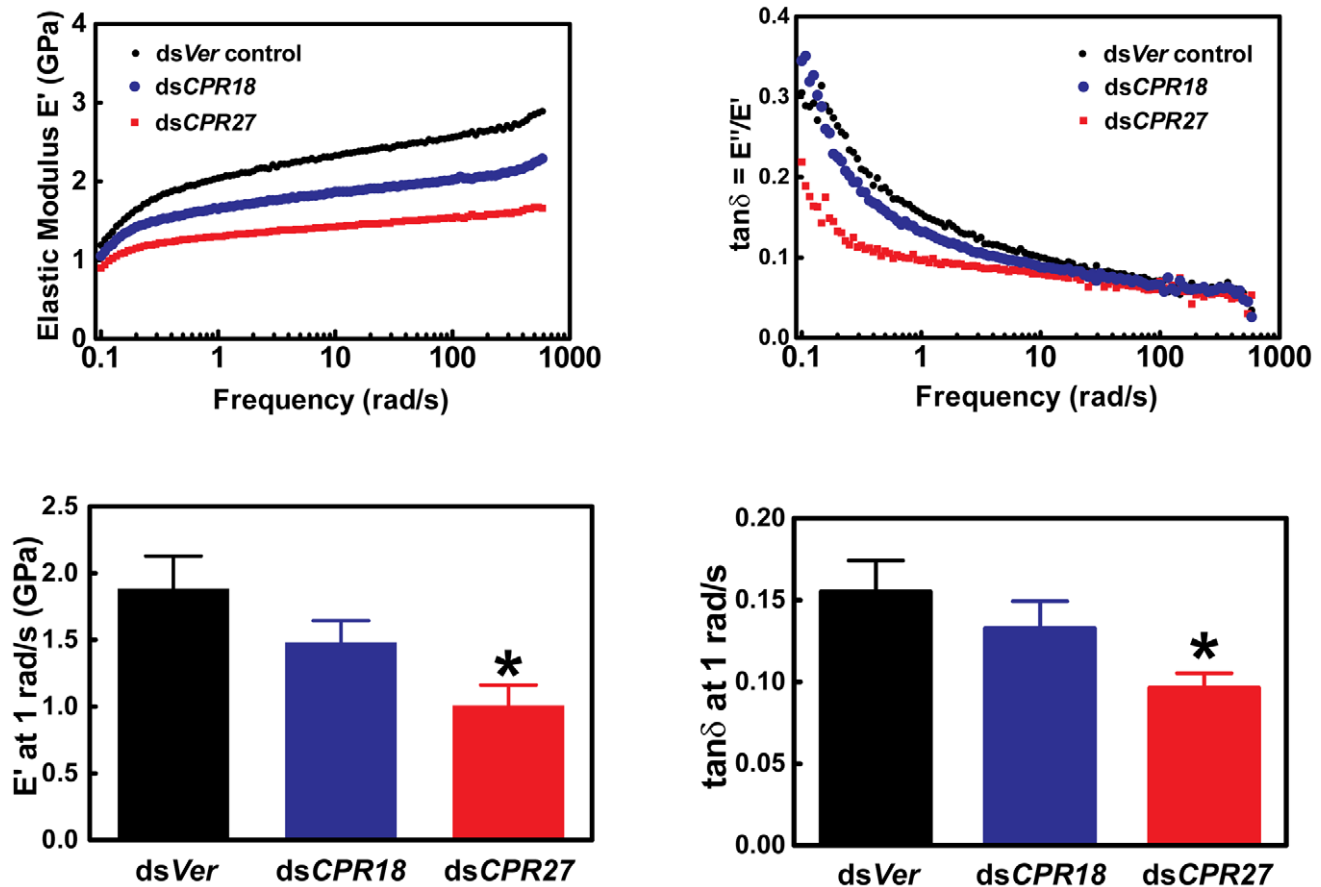 Elastic Modulus E' (GPa)
4
3
2
1
0
dsVer control
dsCPR18
dsCPR27
0.1
1
10
100
1000
Frequency (rad/s)
tanδ = E''/E'
0.4
0.3
0.2
0.1
0.0
dsVer control
dsCPR18
dsCPR27
0.1
1
10
100
1000
Frequency (rad/s)
E' at 1 rad/s (GPa)
2.5
2.0
1.5
1.0
0.5
0.0
*
dsVer
dsCPR18
dsCPR27
tanδ at 1 rad/s
0.20
0.15
0.10
0.05
0.00
*
dsVer
dsCPR18
dsCPR27